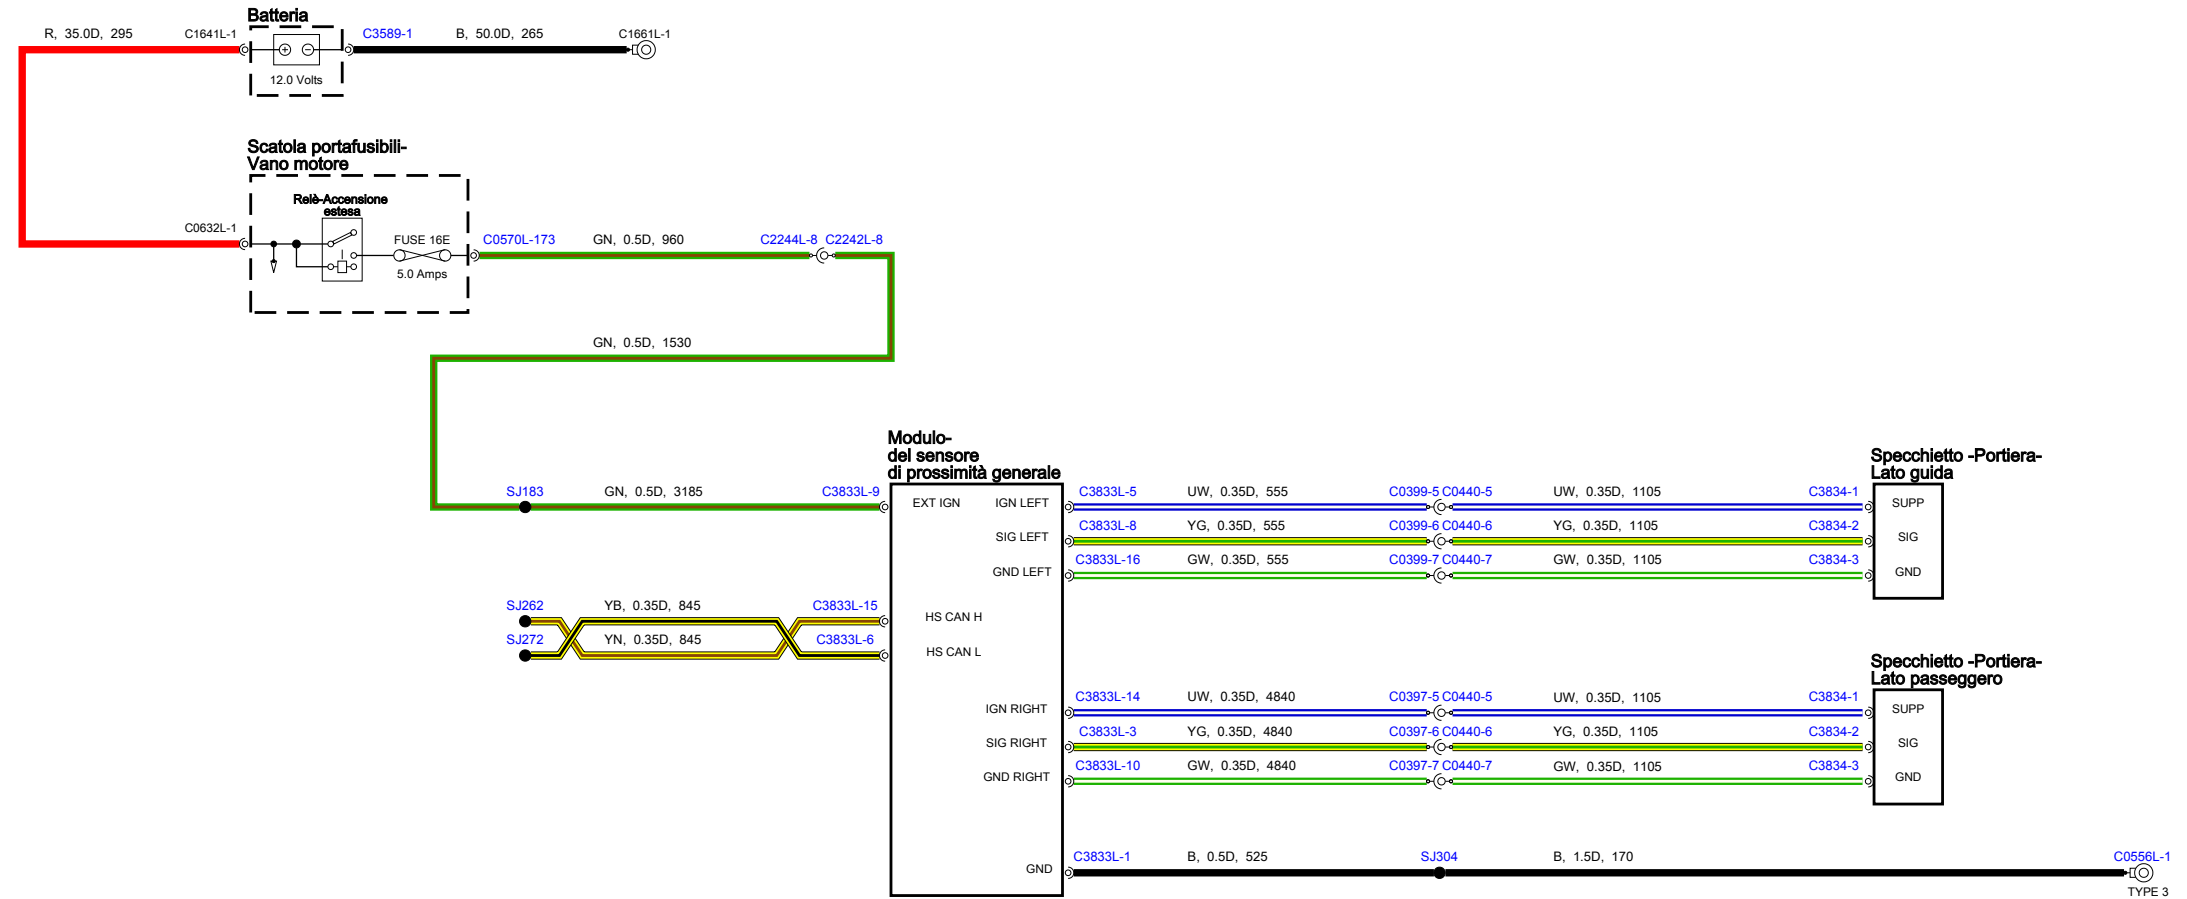 Batteria
R, 35.0D, 295
C1641L-1
C3589-1
B, 50.0D, 265
C1661L-1
12.0 Volts
Scatola portafusibili-
Vano motore
Relè-Accensione
estesa
C0632L-1
FUSE 16E
5.0 Amps
C0570L-173
GN, 0.5D, 960
C2244L-8
C2242L-8
GN, 0.5D, 1530
Modulo-
del sensore
di prossimità generale
Specchietto -Portiera-
Lato guida
SJ183
GN, 0.5D, 3185
C3833L-9
EXT IGN
IGN LEFT
C3833L-5
UW, 0.35D, 555
C0399-5
C0440-5
UW, 0.35D, 1105
C3834-1
SUPP
SIG LEFT
C3833L-8
YG, 0.35D, 555
C0399-6
C0440-6
YG, 0.35D, 1105
C3834-2
SIG
GND LEFT
C3833L-16
GW, 0.35D, 555
C0399-7
C0440-7
GW, 0.35D, 1105
C3834-3
GND
SJ262
YB, 0.35D, 845
C3833L-15
HS CAN H
SJ272
YN, 0.35D, 845
C3833L-6
HS CAN L
Specchietto -Portiera-
Lato passeggero
IGN RIGHT
C3833L-14
UW, 0.35D, 4840
C0397-5
C0440-5
UW, 0.35D, 1105
C3834-1
SUPP
SIG RIGHT
C3833L-3
YG, 0.35D, 4840
C0397-6
C0440-6
YG, 0.35D, 1105
C3834-2
SIG
GND RIGHT
C3833L-10
GW, 0.35D, 4840
C0397-7
C0440-7
GW, 0.35D, 1105
C3834-3
GND
GND
C3833L-1
B, 0.5D, 525
SJ304
B, 1.5D, 170
C0556L-1
TYPE 3